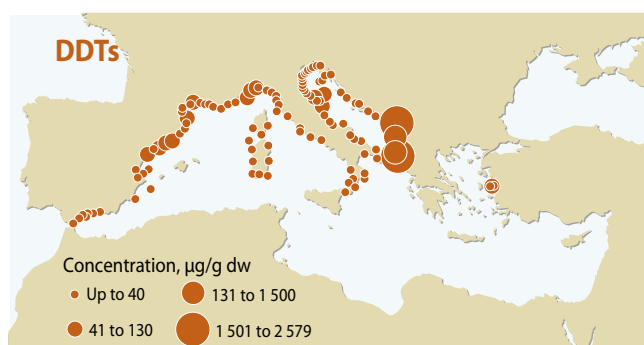 DDTs
Concentration, µg/g dw
Up to 40
131 to 1 500
41 to 130
1 501 to 2 579